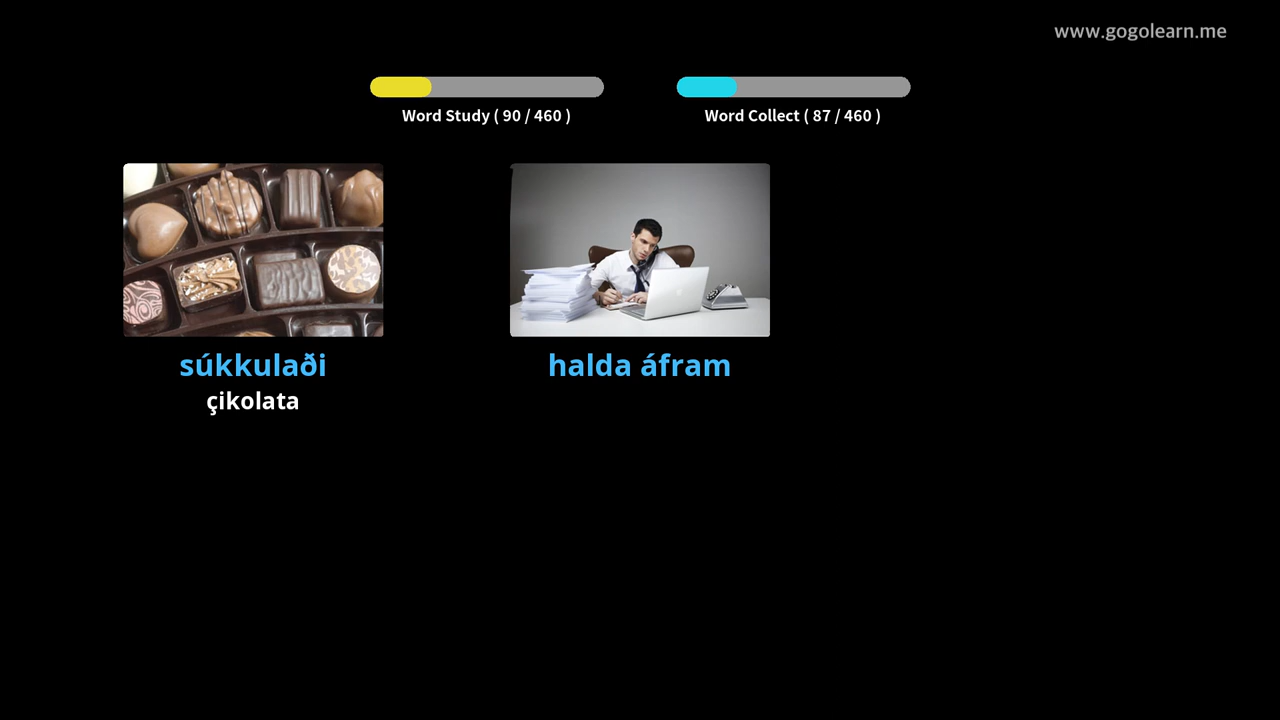 www.gogolearn.me
Word Study ( 90 / 460 )
Word Collect ( 87 / 460 )
súkkulaði
çikolata
halda áfram